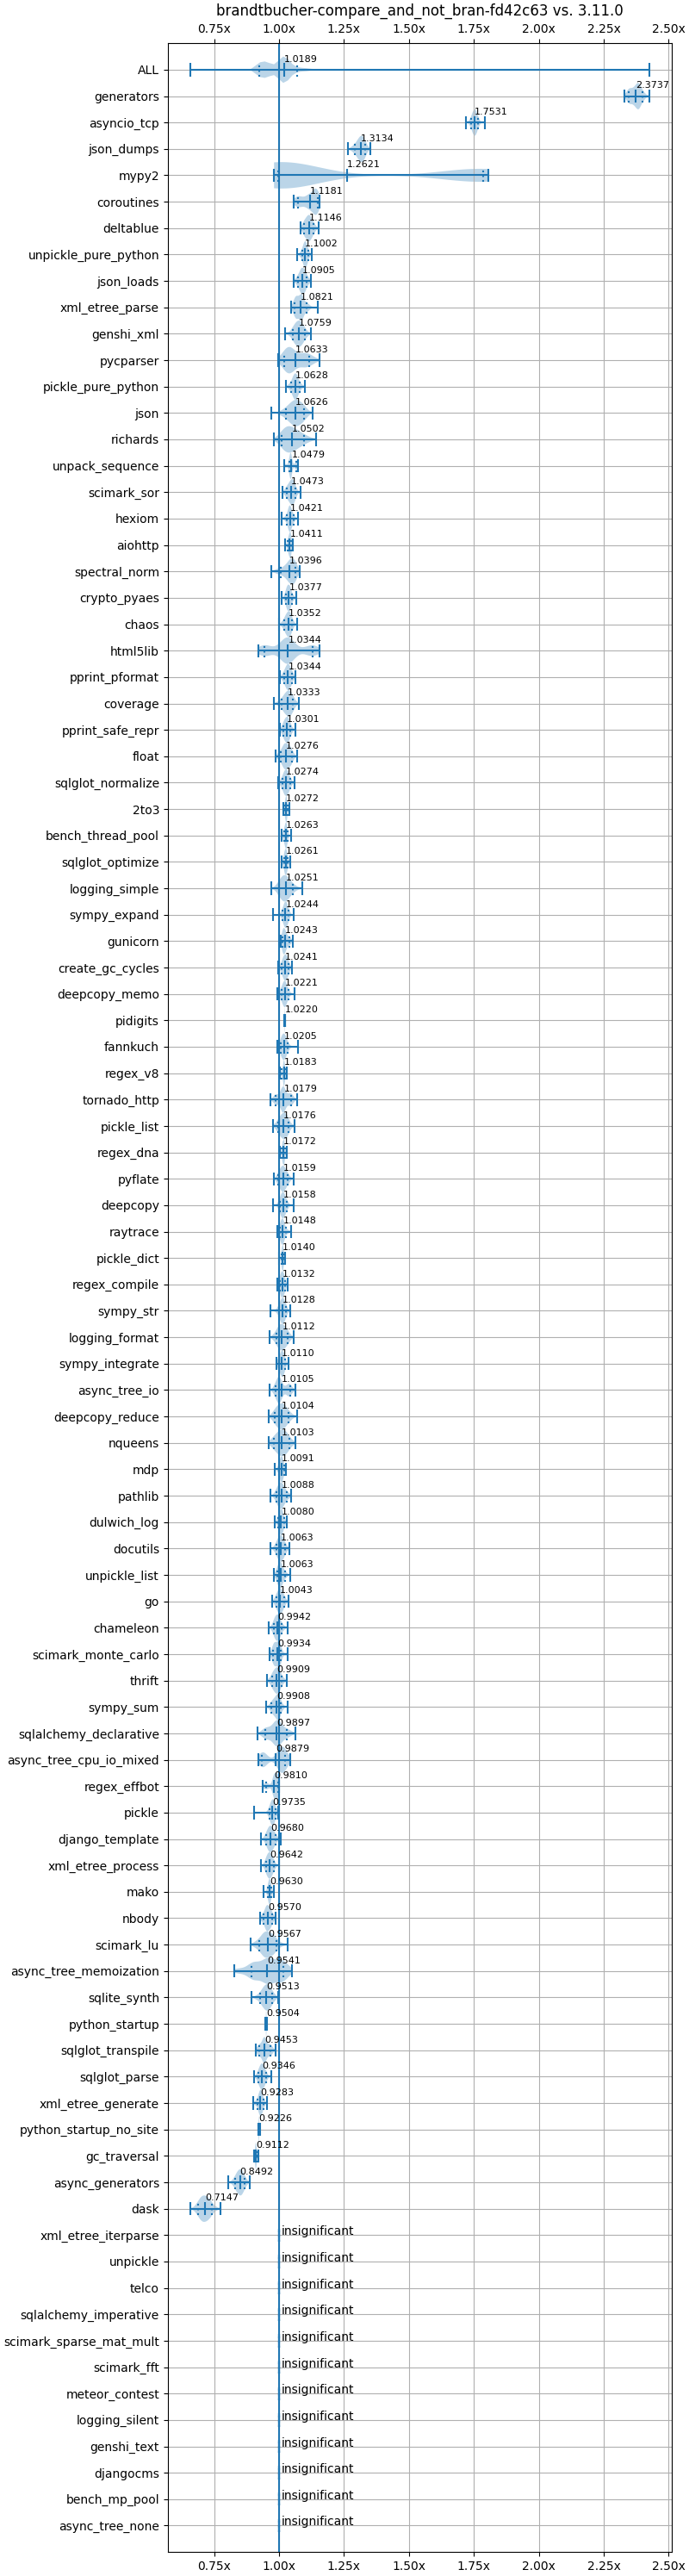 brandtbucher-compare_and_not_bran-fd42c63 vs. 3.11.0
0.75x 1.00x 1.25x 1.50x 1.75x 2.00x 2.25x 2.50x
ALL 1.0189
generators 2.3737
asyncio_tcp 1.7531
json_dumps 1.3134
mypy2 1.2621
coroutines 1.1181
deltablue 1.1146
unpickle_pure_python 1.1002
json_loads 1.0905
xml_etree_parse 1.0821
genshi_xml 1.0759
pycparser 1.0633
pickle_pure_python 1.0628
json 1.0626
richards 1.0502
unpack_sequence 1.0479
scimark_sor 1.0473
hexiom 1.0421
aiohttp 1.0411
spectral_norm 1.0396
crypto_pyaes 1.0377
chaos 1.0352
html5lib 1.0344
pprint_pformat 1.0344
coverage 1.0333
pprint_safe_repr 1.0301
float 1.0276
sqlglot_normalize 1.0274
2to3 1.0272
bench_thread_pool 1.0263
sqlglot_optimize 1.0261
logging_simple 1.0251
sympy_expand 1.0244
gunicorn 1.0243
create_gc_cycles 1.0241
deepcopy_memo 1.0221
pidigits 1.0220
fannkuch 1.0205
regex_v8 1.0183
tornado_http 1.0179
pickle_list 1.0176
regex_dna 1.0172
pyflate 1.0159
deepcopy 1.0158
raytrace 1.0148
pickle_dict 1.0140
regex_compile 1.0132
sympy_str 1.0128
logging_format 1.0112
sympy_integrate 1.0110
async_tree_io 1.0105
deepcopy_reduce 1.0104
nqueens 1.0103
mdp 1.0091
pathlib 1.0088
dulwich_log 1.0080
docutils 1.0063
unpickle_list 1.0063
go 1.0043
chameleon 0.9942
scimark_monte_carlo 0.9934
thrift 0.9909
sympy_sum 0.9908
sqlalchemy_declarative 0.9897
async_tree_cpu_io_mixed 0.9879
regex_effbot 0.9810
pickle 0.9735
django_template 0.9680
xml_etree_process 0.9642
mako 0.9630
nbody 0.9570
scimark_lu 0.9567
async_tree_memoization 0.9541
sqlite_synth 0.9513
python_startup 0.9504
sqlglot_transpile 0.9453
sqlglot_parse 0.9346
xml_etree_generate 0.9283
python_startup_no_site 0.9226
gc_traversal 0.9112
async_generators 0.8492
dask 0.7147
xml_etree_iterparse insignificant
unpickle insignificant
telco insignificant
sqlalchemy_imperative insignificant
scimark_sparse_mat_mult insignificant
scimark_fft insignificant
meteor_contest insignificant
logging_silent insignificant
genshi_text insignificant
djangocms insignificant
bench_mp_pool insignificant
async_tree_none insignificant
0.75x 1.00x 1.25x 1.50x 1.75x 2.00x 2.25x 2.50x